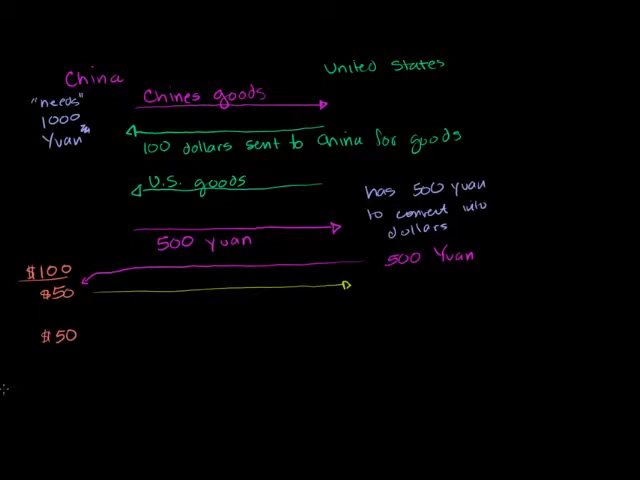 China
United States
"needs"
1000
Yuan
Chines goods
100 dollars sent to China for goods
U.S. goods
has 500 yuan
to convert into
dollars
500 yuan
500 Yuan
$100
$50
$50